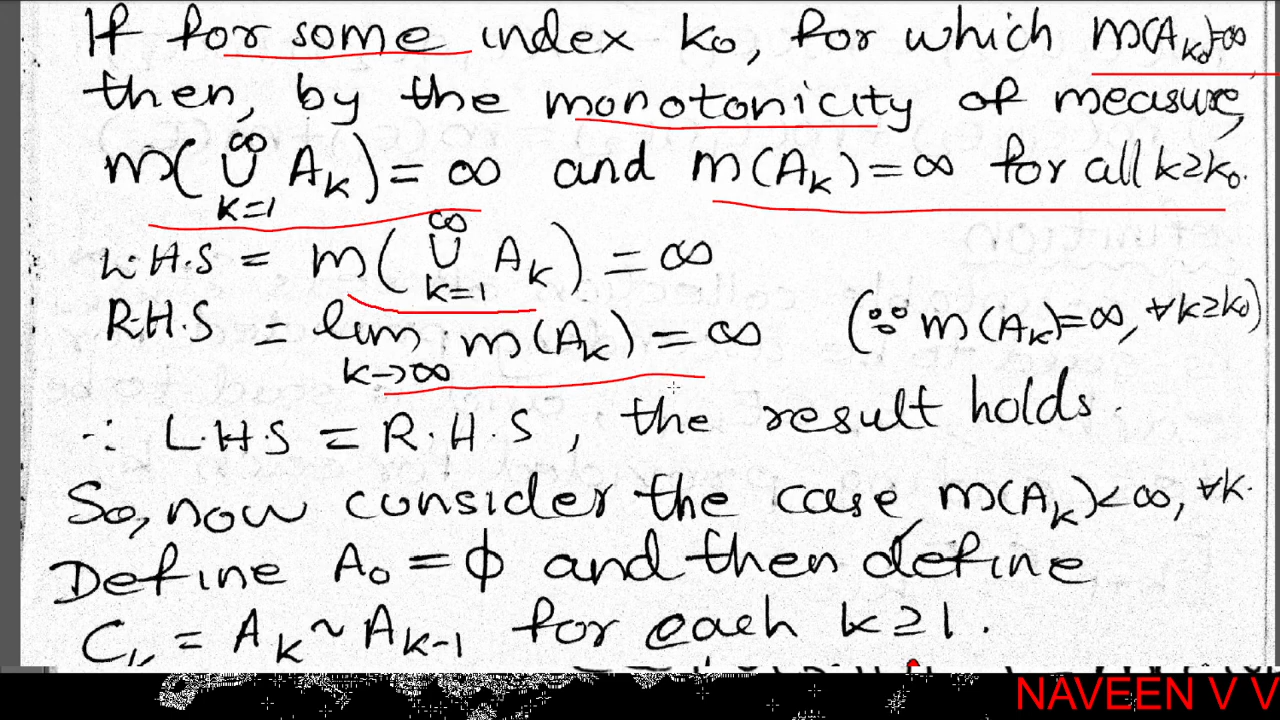 If for some index k₀, for which m(A_{k₀})=∞
then, by the monotonicity of measure,
m(⋃_{k=1}^{∞} A_k) = ∞ and m(A_k) = ∞ for all k≥k₀.
L.H.S = m(⋃_{k=1}^{∞} A_k) = ∞
R.H.S = lim_{k→∞} m(A_k) = ∞ (∵ m(A_k)=∞, ∀k≥k₀)
∴ L.H.S = R.H.S, the result holds.
So, now consider the case m(A_k)<∞, ∀k.
Define A₀ = ϕ and then define
C_k = A_k ~ A_{k-1} for each k≥1.
NAVEEN V V